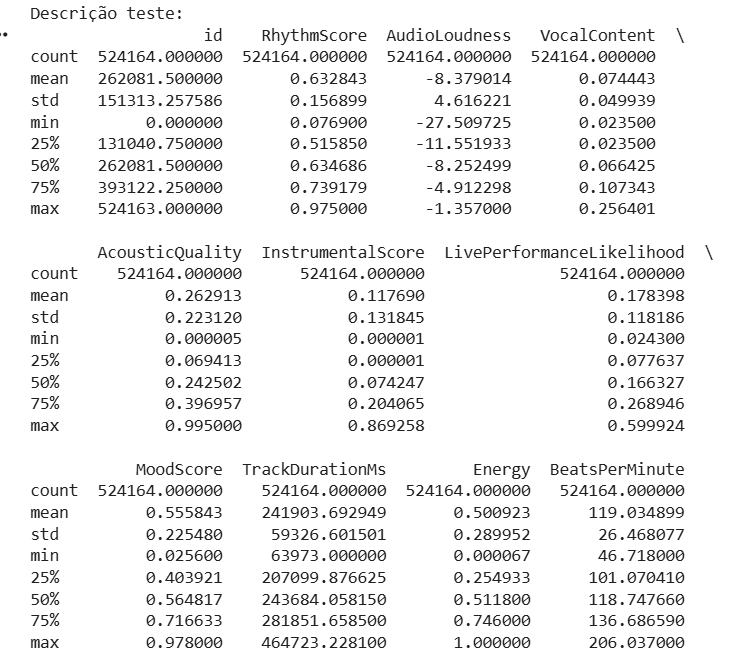 Descrição teste:
id RhythmScore AudioLoudness VocalContent \
count 524164.000000 524164.000000 524164.000000 524164.000000
mean 262081.500000 0.632843 -8.379014 0.074443
std 151313.257586 0.156899 4.616221 0.049939
min 0.000000 0.076900 -27.509725 0.023500
25% 131040.750000 0.515850 -11.551933 0.023500
50% 262081.500000 0.634686 -8.252499 0.066425
75% 393122.250000 0.739179 -4.912298 0.107343
max 524163.000000 0.975000 -1.357000 0.256401
AcousticQuality InstrumentalScore LivePerformanceLikelihood \
count 524164.000000 524164.000000 524164.000000
mean 0.262913 0.117690 0.178398
std 0.223120 0.131845 0.118186
min 0.000005 0.000001 0.024300
25% 0.069413 0.000001 0.077637
50% 0.242502 0.074247 0.166327
75% 0.396957 0.204065 0.268946
max 0.995000 0.869258 0.599924
MoodScore TrackDurationMs Energy BeatsPerMinute
count 524164.000000 524164.000000 524164.000000 524164.000000
mean 0.555843 241903.692949 0.500923 119.034899
std 0.225480 59326.601501 0.289952 26.468077
min 0.025600 63973.000000 0.000067 46.718000
25% 0.403921 207099.876625 0.254933 101.070410
50% 0.564817 243684.058150 0.511800 118.747660
75% 0.716633 281851.658500 0.746000 136.686590
max 0.978000 464723.228100 1.000000 206.037000